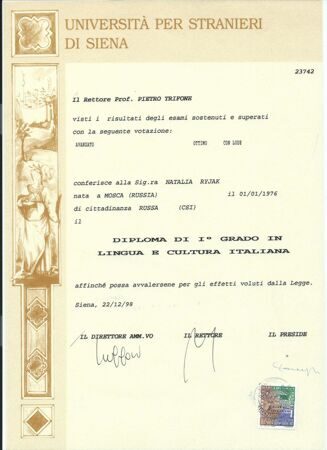 UNIVERSITÀ PER STRANIERI
DI SIENA
23742
Il Rettore Prof. PIETRO TRIFONE
visti i risultati degli esami sostenuti e superati
con la seguente votazione:
AVANZATO OTTIMO CON LODE
conferisce alla Sig.ra NATALIA RYJAK
nata a MOSCA (RUSSIA) il 01/01/1976
di cittadinanza RUSSA (CSI)
il
DIPLOMA DI I° GRADO IN
LINGUA E CULTURA ITALIANA
affinché possa avvalersene per gli effetti voluti dalla Legge.
Siena, 22/12/98
IL DIRETTORE AMM.VO IL RETTORE IL PRESIDE